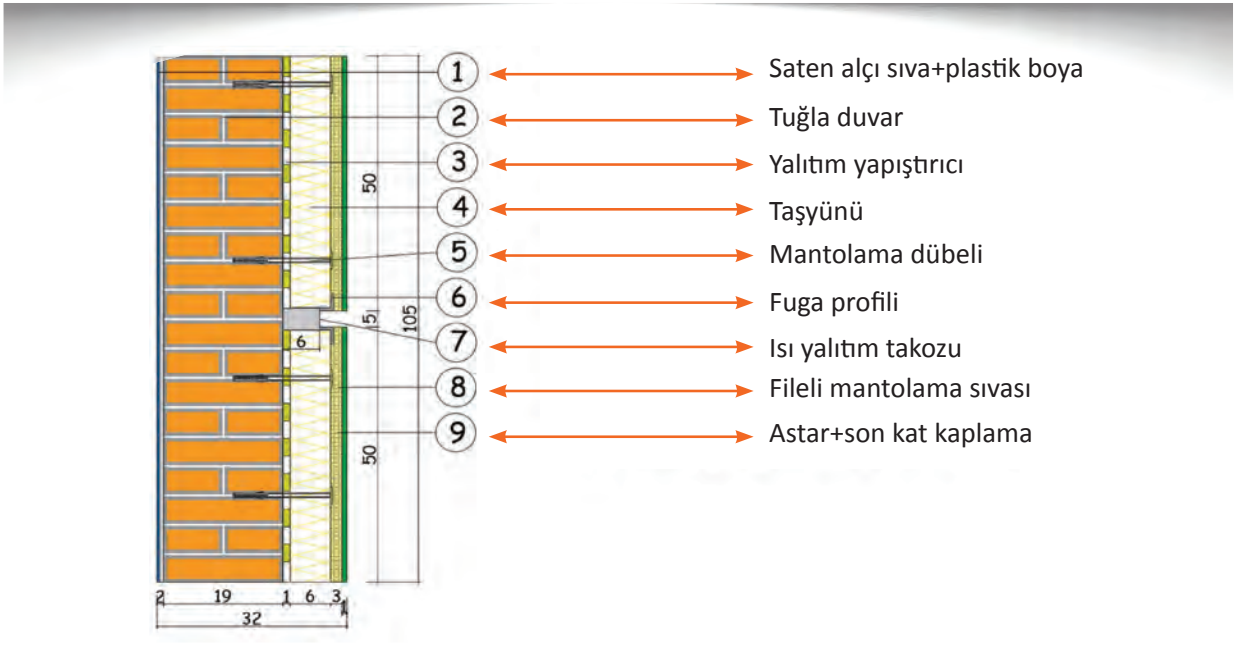 1 Saten alçı sıva+plastik boya
2 Tuğla duvar
3 Yalıtım yapıştırıcı
4 Taşyünü
5 Mantolama dübeli
6 Fuga profili
7 Isı yalıtım takozu
8 Fileli mantolama sıvası
9 Astar+son kat kaplama
50
5
105
6
50
2 19 1 6 3 1
32